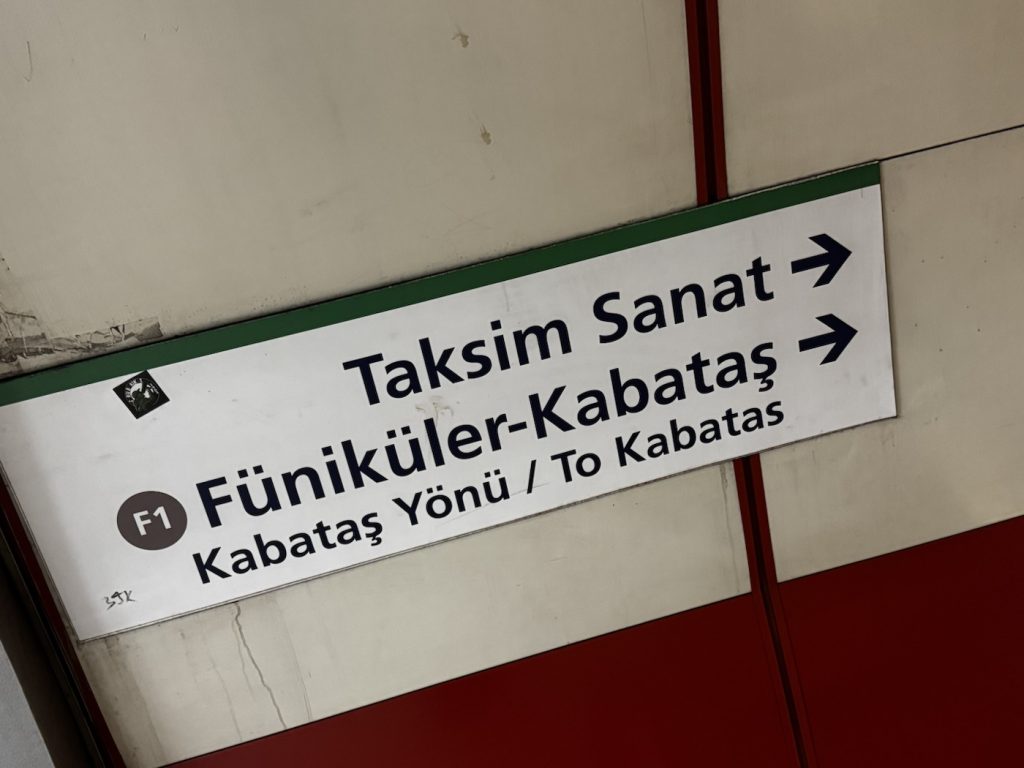 Taksim Sanat →
Füniküler-Kabataş →
F1
Kabataş Yönü / To Kabatas